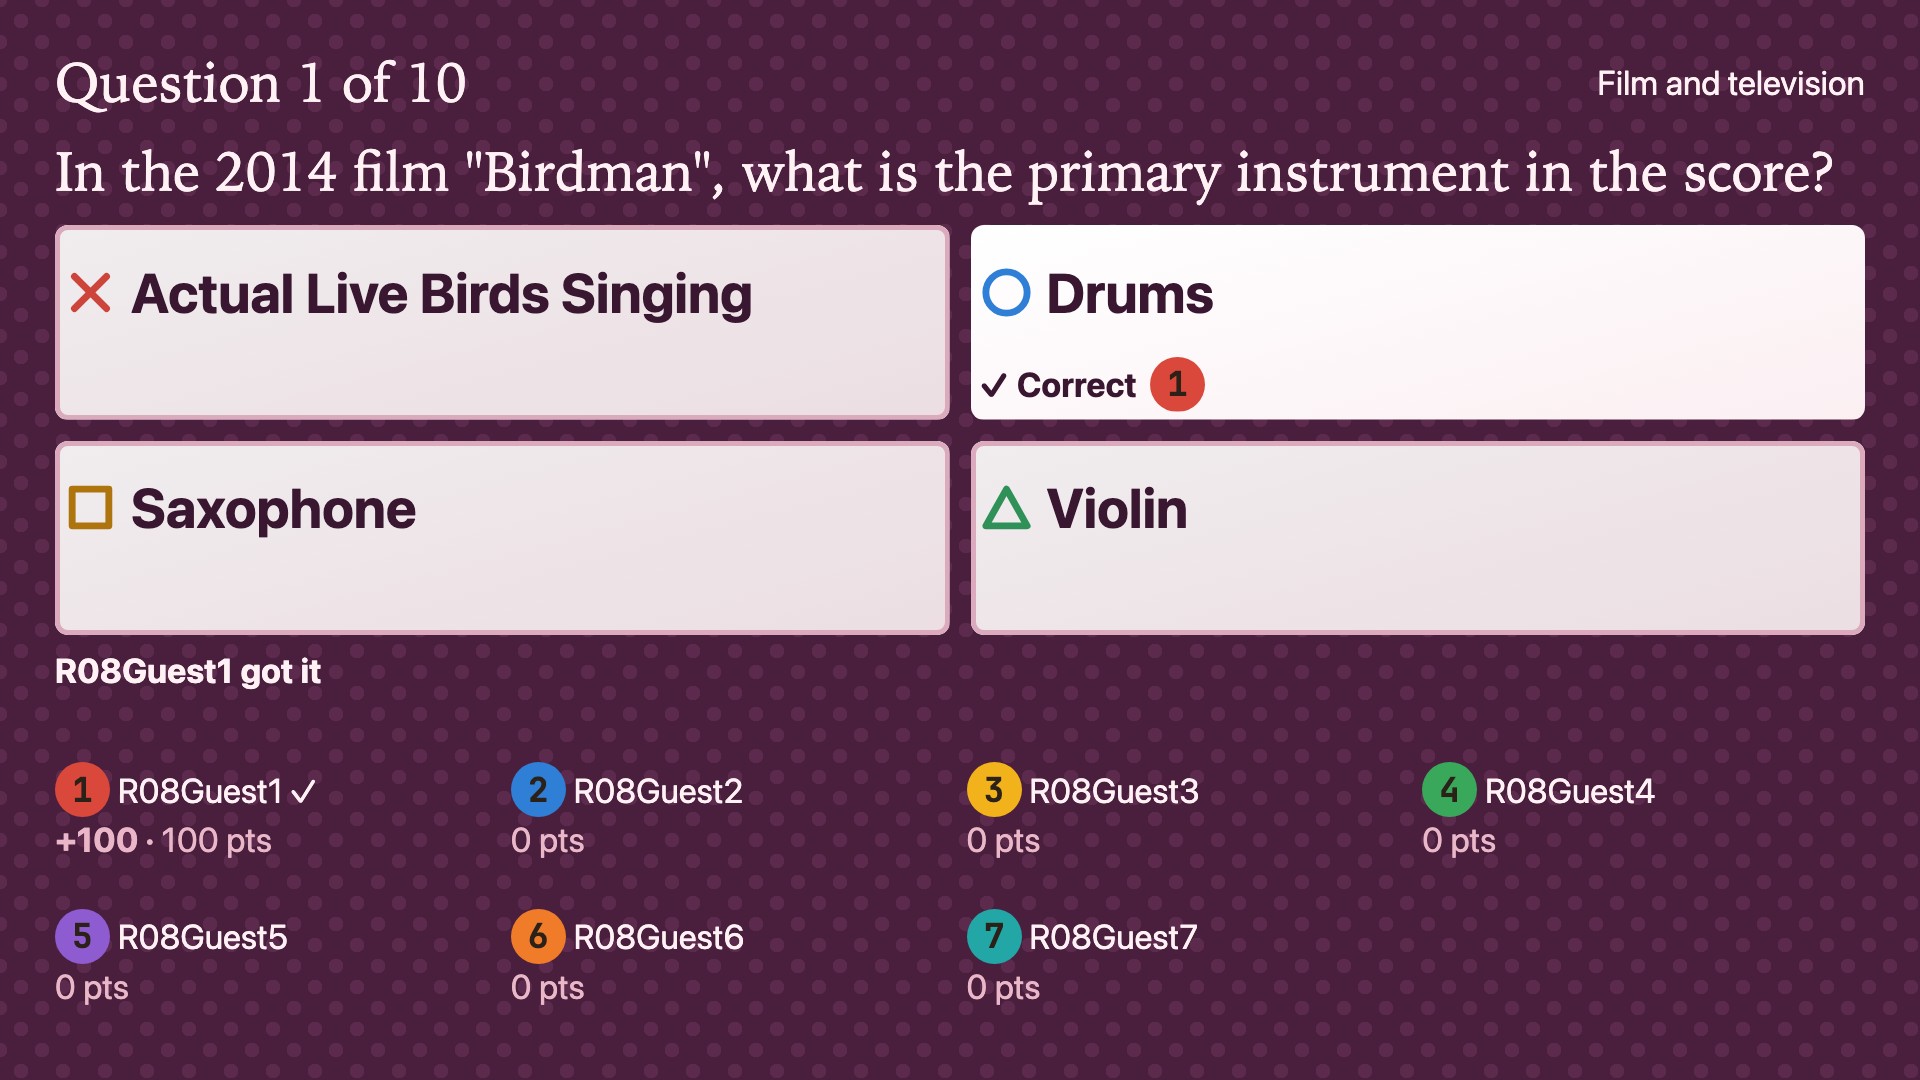 Question 1 of 10
Film and television
In the 2014 film "Birdman", what is the primary instrument in the score?
Actual Live Birds Singing
Drums
✓ Correct 1
Saxophone
Violin
R08Guest1 got it
1 R08Guest1 ✓
+100 · 100 pts
2 R08Guest2
0 pts
3 R08Guest3
0 pts
4 R08Guest4
0 pts
5 R08Guest5
0 pts
6 R08Guest6
0 pts
7 R08Guest7
0 pts